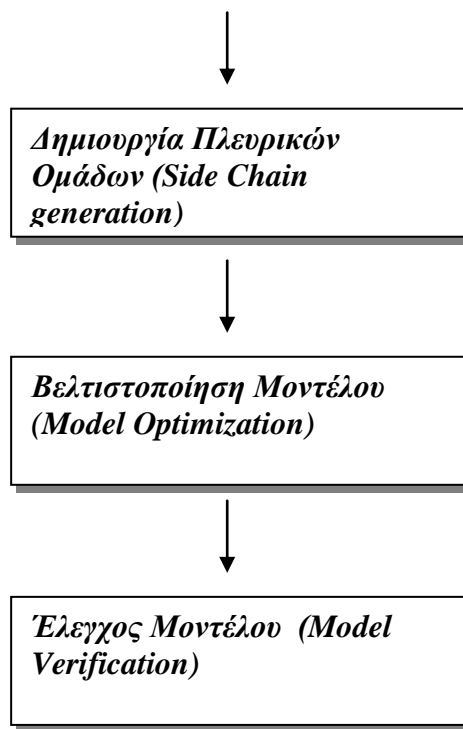 Δημιουργία Πλευρικών
Ομάδων (Side Chain
generation)
Βελτιστοποίηση Μοντέλου
(Model Optimization)
Έλεγχος Μοντέλου (Model
Verification)